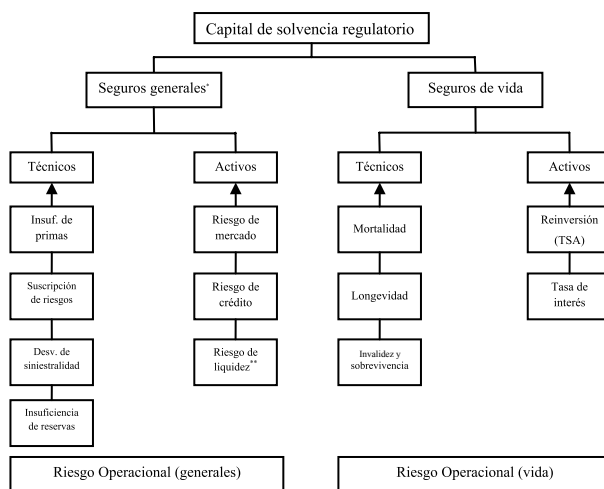 Capital de solvencia regulatorio
Seguros generales*
Seguros de vida
Técnicos
Activos
Técnicos
Activos
Insuf. de
primas
Riesgo de
mercado
Mortalidad
Reinversión
(TSA)
Suscripción
de riesgos
Riesgo de
crédito
Longevidad
Tasa de
interés
Desv. de
siniestralidad
Riesgo de
liquidez**
Invalidez y
sobrevivencia
Insuficiencia
de reservas
Riesgo Operacional (generales)
Riesgo Operacional (vida)